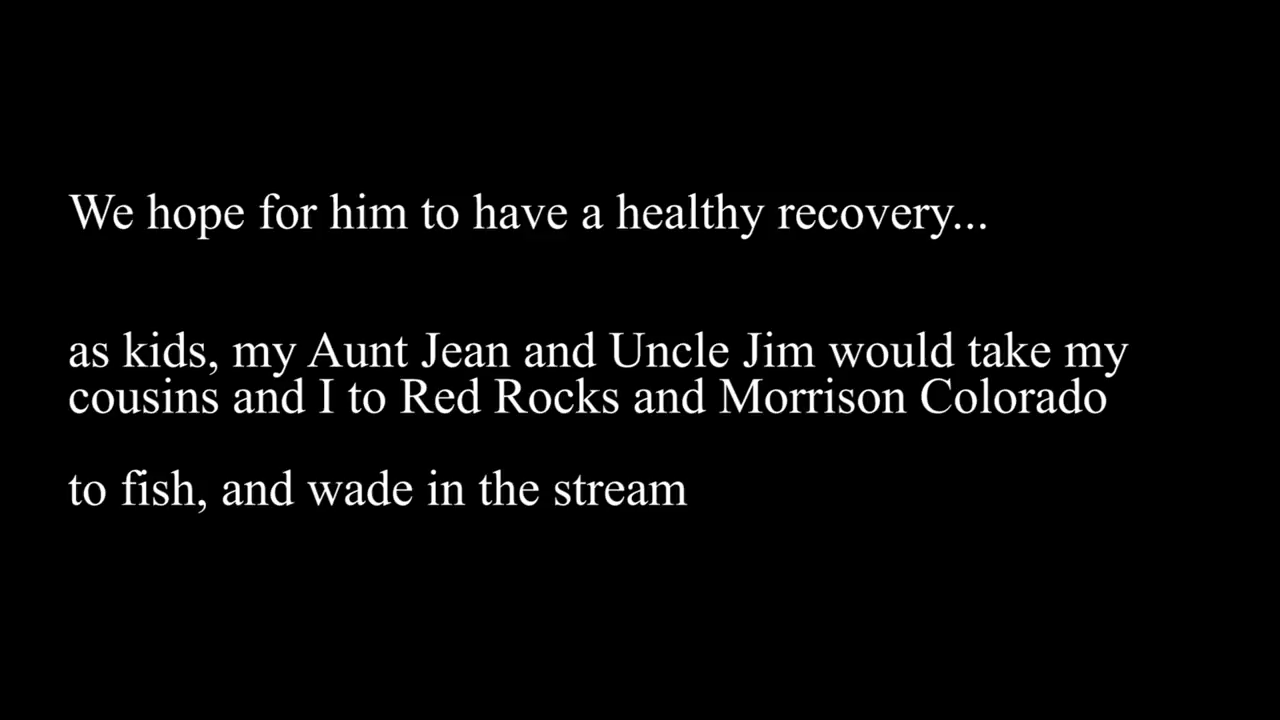 We hope for him to have a healthy recovery...
as kids, my Aunt Jean and Uncle Jim would take my
cousins and I to Red Rocks and Morrison Colorado
to fish, and wade in the stream